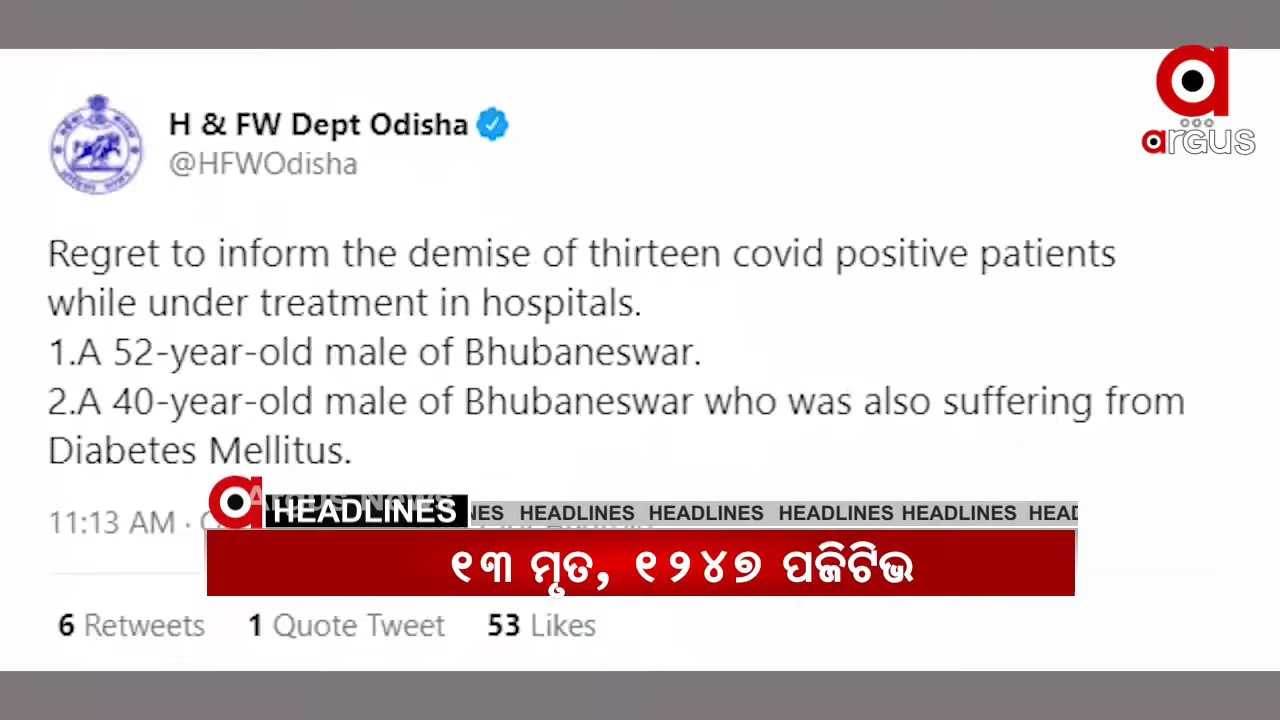 H & FW Dept Odisha
@HFWOdisha
argus
Regret to inform the demise of thirteen covid positive patients
while under treatment in hospitals.
1.A 52-year-old male of Bhubaneswar.
2.A 40-year-old male of Bhubaneswar who was also suffering from
Diabetes Mellitus.
11:13 AM ·
Argus News
HEADLINES
HEADLINES HEADLINES HEADLINES HEADLINES
୧୩ ମୃତ, ୧୨୪୭ ପଜିଟିଭ
6 Retweets 1 Quote Tweet 53 Likes